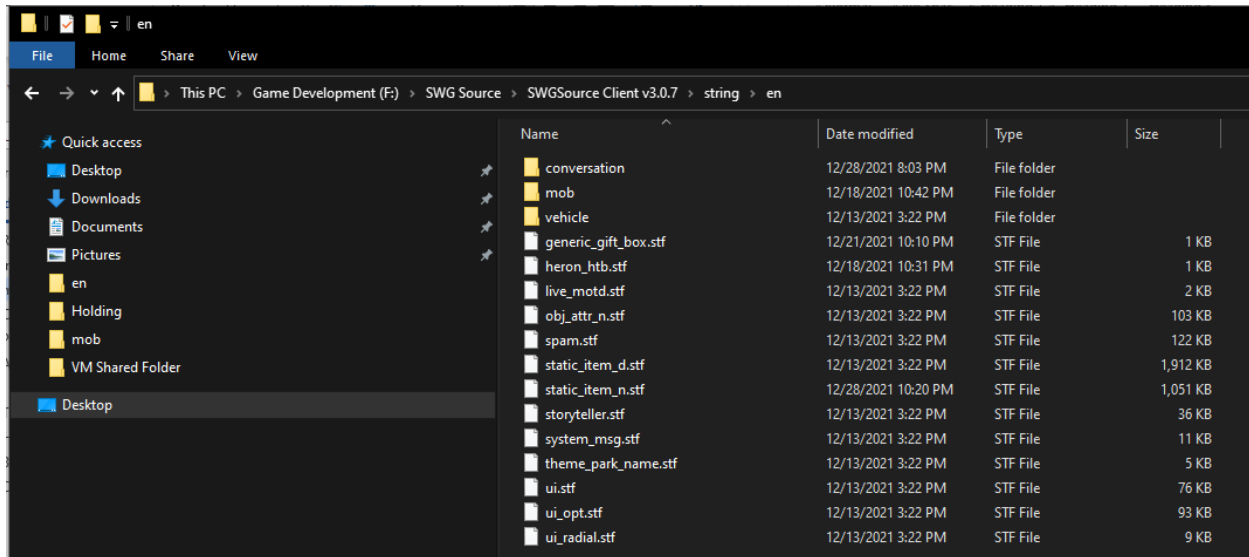 en
File Home Share View
This PC > Game Development (F:) > SWG Source > SWGSource Client v3.0.7 > string > en
Name Date modified Type Size
Quick access
Desktop
Downloads
Documents
Pictures
en
Holding
mob
VM Shared Folder
Desktop
conversation 12/28/2021 8:03 PM File folder
mob 12/18/2021 10:42 PM File folder
vehicle 12/13/2021 3:22 PM File folder
generic_gift_box.stf 12/21/2021 10:10 PM STF File 1 KB
heron_htb.stf 12/18/2021 10:31 PM STF File 1 KB
live_motd.stf 12/13/2021 3:22 PM STF File 2 KB
obj_attr_n.stf 12/13/2021 3:22 PM STF File 103 KB
spam.stf 12/13/2021 3:22 PM STF File 122 KB
static_item_d.stf 12/13/2021 3:22 PM STF File 1,912 KB
static_item_n.stf 12/28/2021 10:20 PM STF File 1,051 KB
storyteller.stf 12/13/2021 3:22 PM STF File 36 KB
system_msg.stf 12/13/2021 3:22 PM STF File 11 KB
theme_park_name.stf 12/13/2021 3:22 PM STF File 5 KB
ui.stf 12/13/2021 3:22 PM STF File 76 KB
ui_opt.stf 12/13/2021 3:22 PM STF File 93 KB
ui_radial.stf 12/13/2021 3:22 PM STF File 9 KB